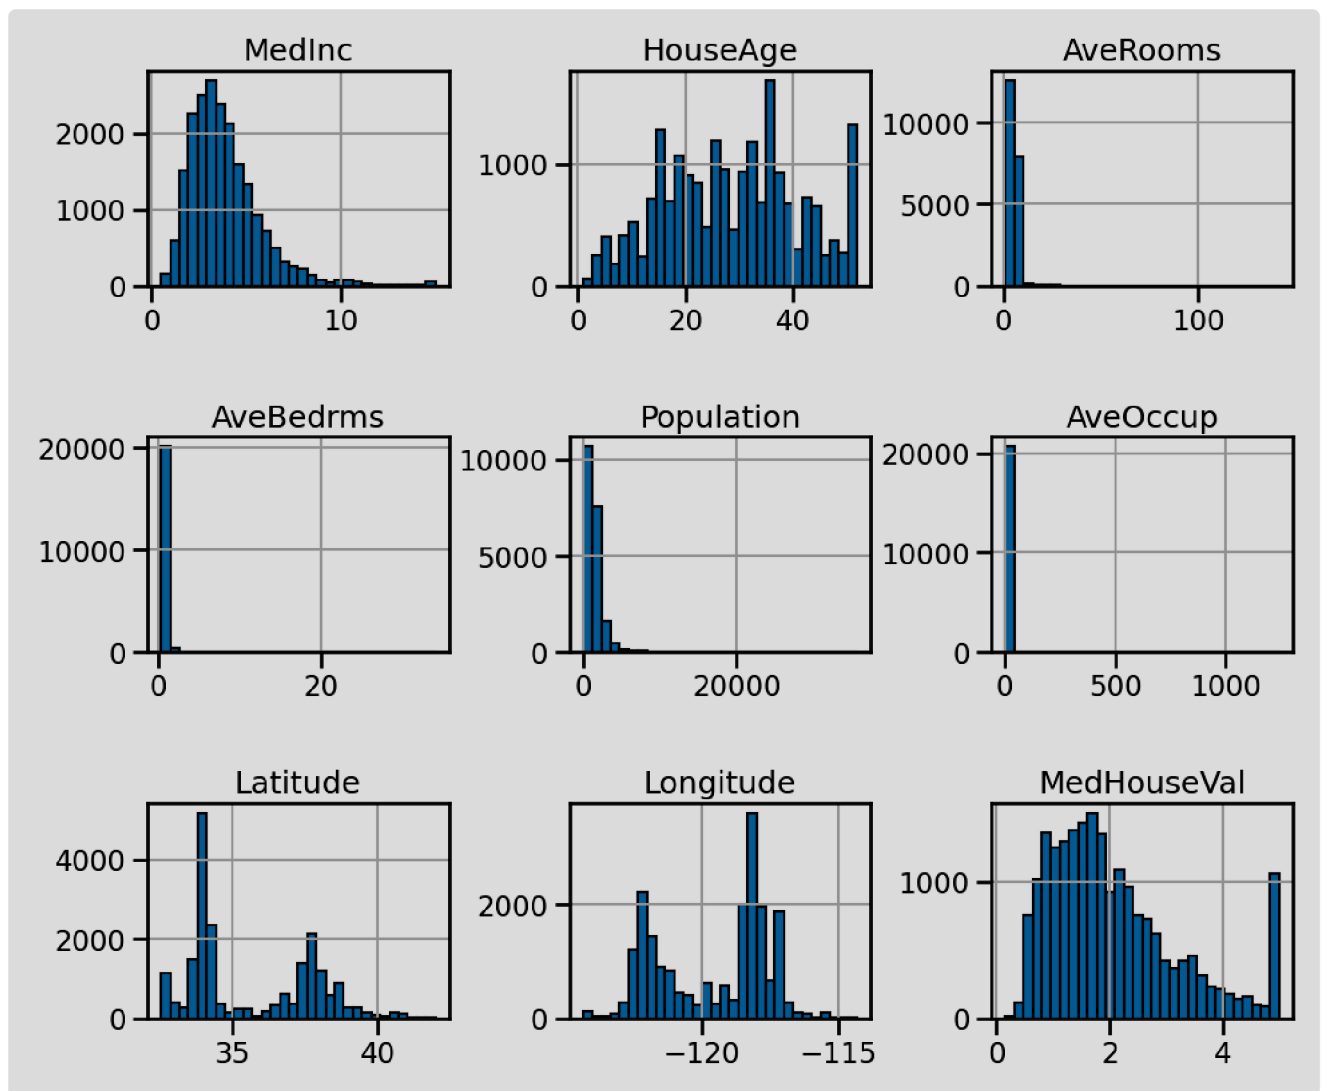 MedInc HouseAge AveRooms
2000 1000 0 0 10
1000 0 0 20 40
10000 5000 0 0 100
AveBedrms Population AveOccup
20000 10000 0 0 20
10000 5000 0 0 20000
20000 10000 0 0 500 1000
Latitude Longitude MedHouseVal
4000 2000 0 35 40
2000 0 −120 −115
1000 0 0 2 4